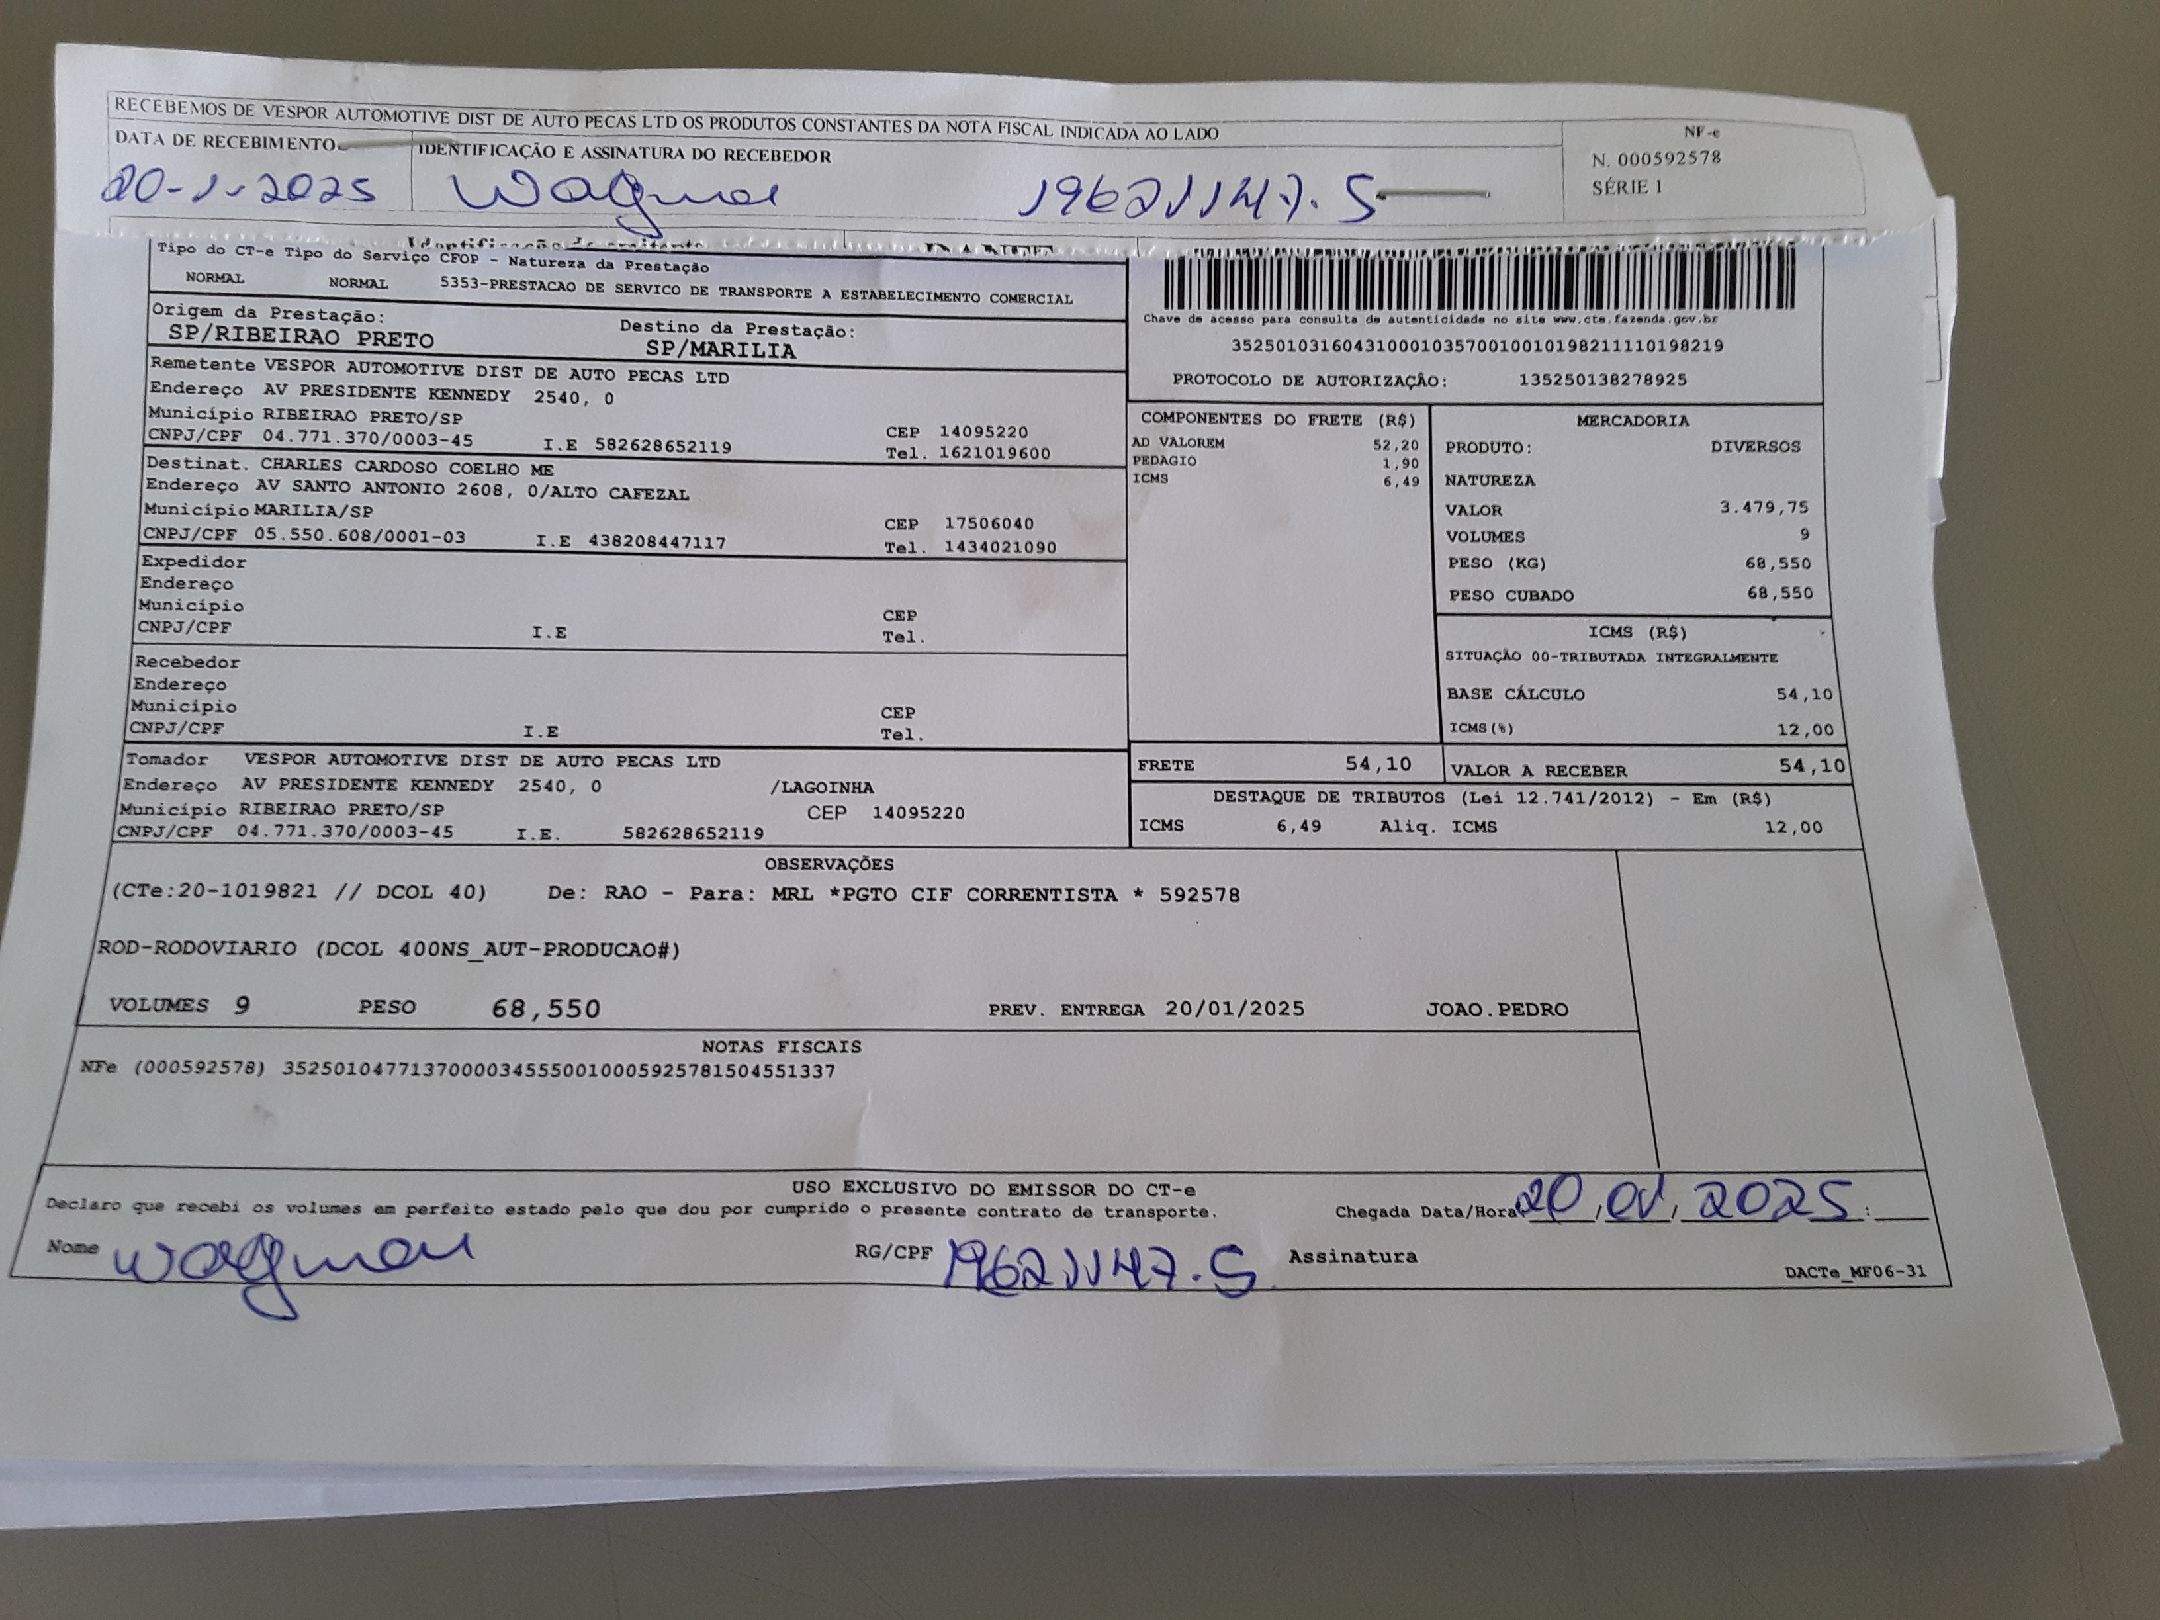 RECEBEMOS DE VESPOR AUTOMOTIVE DIST DE AUTO PECAS LTD OS PRODUTOS CONSTANTES DA NOTA FISCAL INDICADA AO LADO
NF-e
DATA DE RECEBIMENTO IDENTIFICAÇÃO E ASSINATURA DO RECEBEDOR
N. 000592578
SÉRIE 1
20-1-2025 Wagner 19621147.5
Tipo do CT-e Tipo do Serviço CFOP - Natureza da Prestação
NORMAL NORMAL 5353-PRESTACAO DE SERVICO DE TRANSPORTE A ESTABELECIMENTO COMERCIAL
Origem da Prestação: Destino da Prestação:
SP/RIBEIRAO PRETO SP/MARILIA
Remetente VESPOR AUTOMOTIVE DIST DE AUTO PECAS LTD
Endereço AV PRESIDENTE KENNEDY 2540, 0
Município RIBEIRAO PRETO/SP CEP 14095220
CNPJ/CPF 04.771.370/0003-45 I.E 582628652119 Tel. 1621019600
Destinat. CHARLES CARDOSO COELHO ME
Endereço AV SANTO ANTONIO 2608, 0/ALTO CAFEZAL
Município MARILIA/SP CEP 17506040
CNPJ/CPF 05.550.608/0001-03 I.E 438208447117 Tel. 1434021090
Expedidor
Endereço
Município CEP
CNPJ/CPF I.E Tel.
Recebedor
Endereço
Município CEP
CNPJ/CPF I.E Tel.
Tomador VESPOR AUTOMOTIVE DIST DE AUTO PECAS LTD
Endereço AV PRESIDENTE KENNEDY 2540, 0 /LAGOINHA
Município RIBEIRAO PRETO/SP CEP 14095220
CNPJ/CPF 04.771.370/0003-45 I.E. 582628652119
Chave de acesso para consulta de autenticidade no site www.cte.fazenda.gov.br
35250103160431000103570010010198211110198219
PROTOCOLO DE AUTORIZAÇÃO: 135250138278925
COMPONENTES DO FRETE (R$)
AD VALOREM 52,20
PEDAGIO 1,90
ICMS 6,49
MERCADORIA
PRODUTO: DIVERSOS
NATUREZA
VALOR 3.479,75
VOLUMES 9
PESO (KG) 68,550
PESO CUBADO 68,550
ICMS (R$)
SITUAÇÃO 00-TRIBUTADA INTEGRALMENTE
BASE CÁLCULO 54,10
ICMS(%) 12,00
FRETE 54,10 VALOR A RECEBER 54,10
DESTAQUE DE TRIBUTOS (Lei 12.741/2012) - Em (R$)
ICMS 6,49 Aliq. ICMS 12,00
OBSERVAÇÕES
(CTe:20-1019821 // DCOL 40) De: RAO - Para: MRL *PGTO CIF CORRENTISTA * 592578
ROD-RODOVIARIO (DCOL 400NS_AUT-PRODUCAO#)
VOLUMES 9 PESO 68,550 PREV. ENTREGA 20/01/2025 JOAO.PEDRO
NOTAS FISCAIS
NFe (000592578) 35250104771370000345550010005925781504551337
USO EXCLUSIVO DO EMISSOR DO CT-e
Declaro que recebi os volumes em perfeito estado pelo que dou por cumprido o presente contrato de transporte. Chegada Data/Hora 20/01/2025 :
Nome Wagner RG/CPF 19621147.5 Assinatura
DACTe_MF06-31